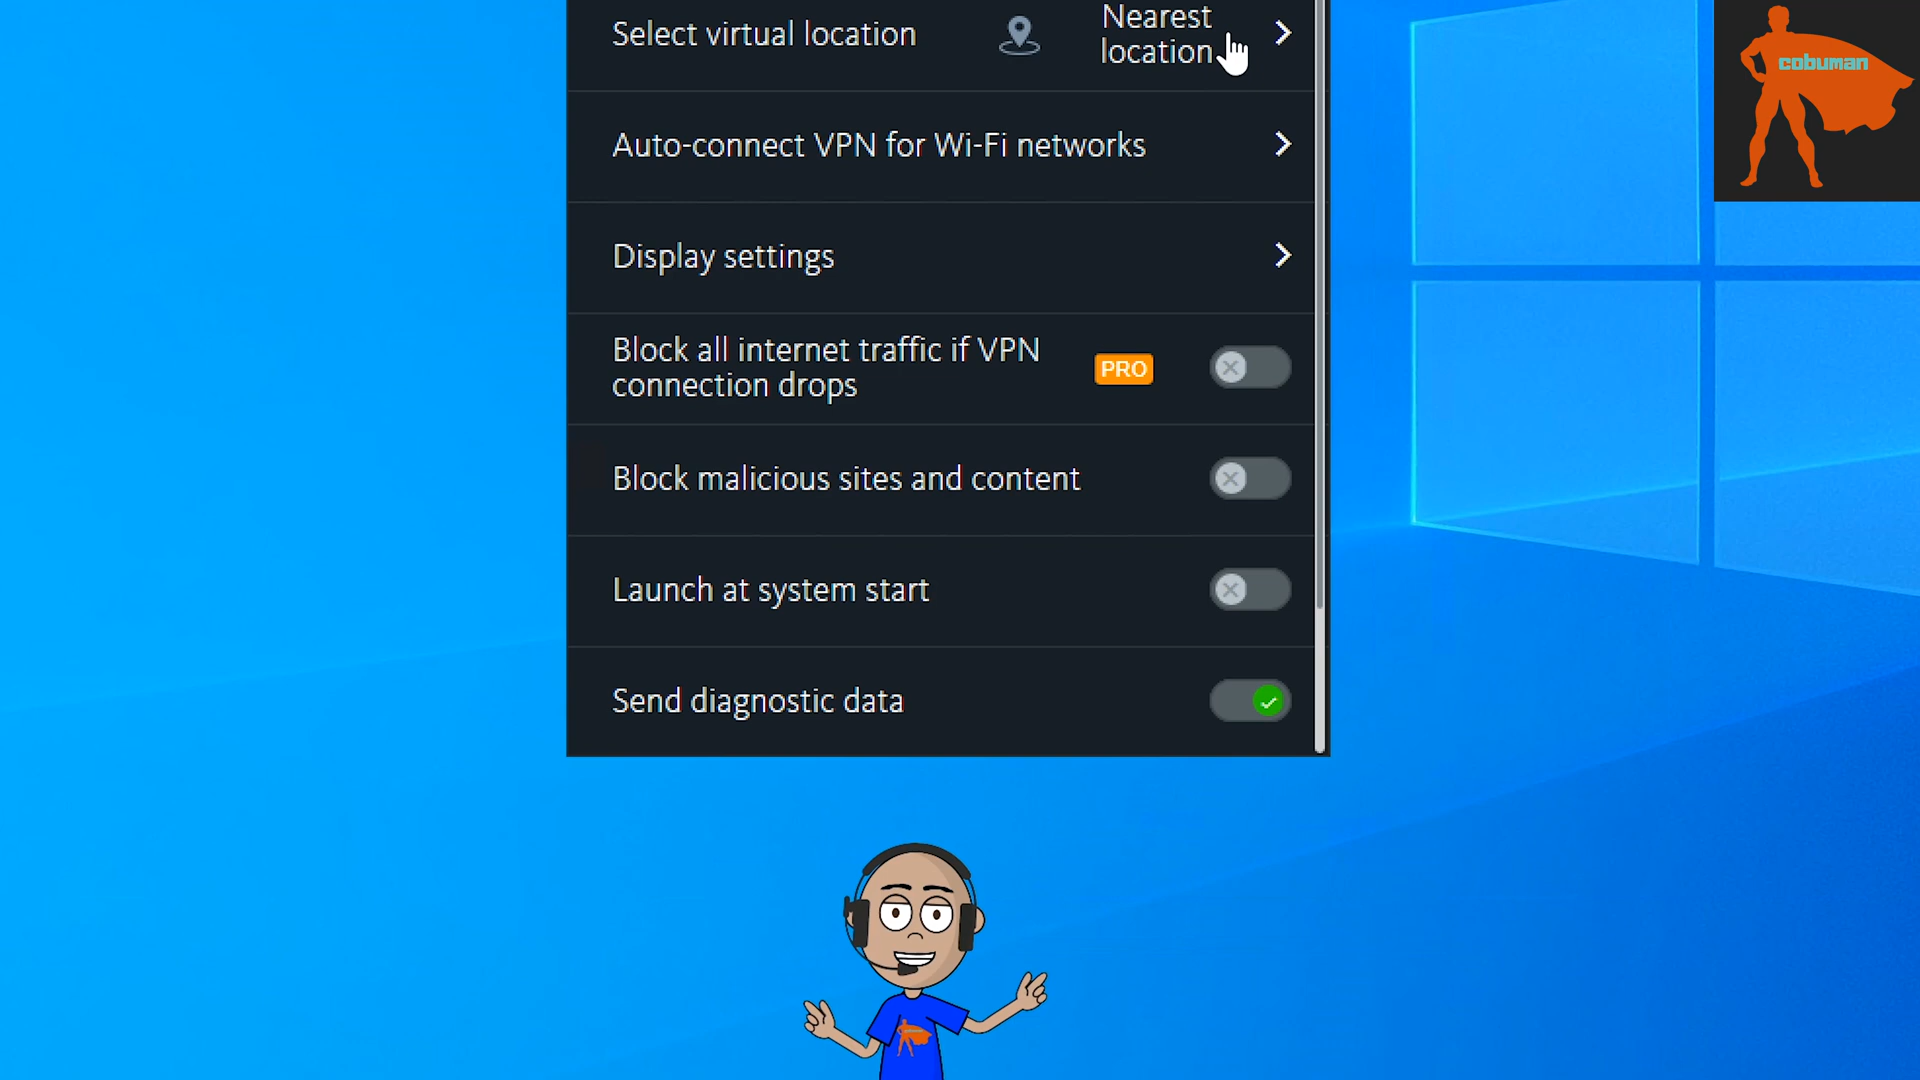 Select virtual location
Nearest
location
cobuman
Auto-connect VPN for Wi-Fi networks
Display settings
Block all internet traffic if VPN
connection drops
PRO
Block malicious sites and content
Launch at system start
Send diagnostic data